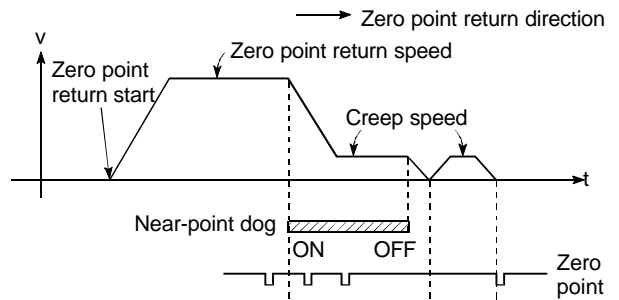 Zero point return direction
v
Zero point return speed
Zero point
return start
Creep speed
t
Near-point dog
ON
OFF
Zero
point